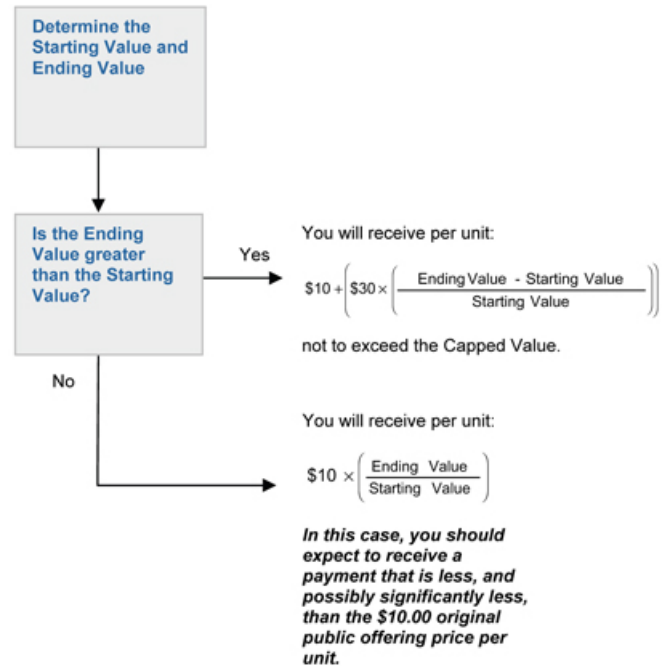 Determine the
Starting Value and
Ending Value
Is the Ending
Value greater
than the Starting
Value?
Yes
You will receive per unit:
$10 + ($30 × (Ending Value - Starting Value
Starting Value))
not to exceed the Capped Value.
No
You will receive per unit:
$10 × (Ending Value
Starting Value)
In this case, you should
expect to receive a
payment that is less, and
possibly significantly less,
than the $10.00 original
public offering price per
unit.